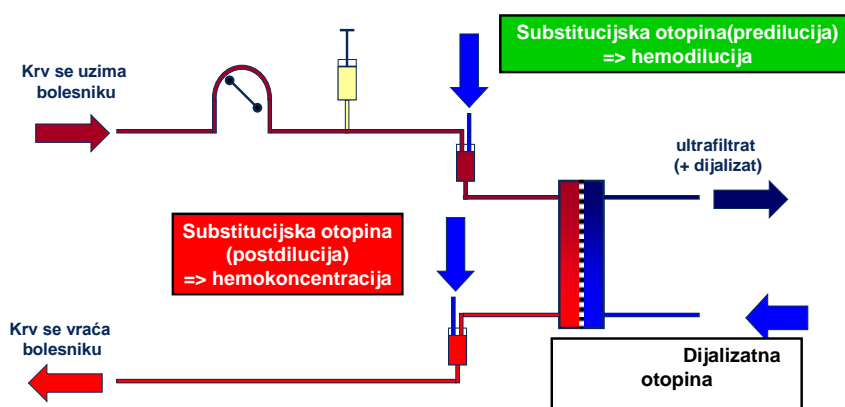 Substitucijska otopina(predilucija)
=> hemodilucija
Krv se uzima
bolesniku
ultrafiltrat
(+ dijalizat)
Substitucijska otopina
(postdilucija)
=> hemokoncentracija
Krv se vraća
bolesniku
Dijalizatna
otopina